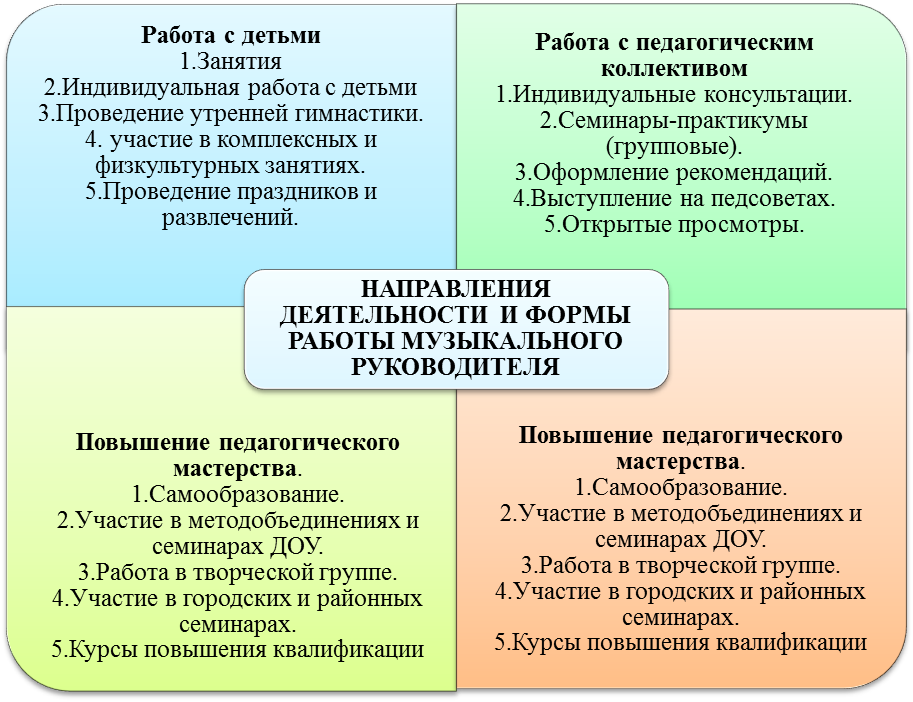 Работа с детьми
1.Занятия
2.Индивидуальная работа с детьми
3.Проведение утренней гимнастики.
4. участие в комплексных и
физкультурных занятиях.
5.Проведение праздников и
развлечений.
Работа с педагогическим
коллективом
1.Индивидуальные консультации.
2.Семинары-практикумы
(групповые).
3.Оформление рекомендаций.
4.Выступление на педсоветах.
5.Открытые просмотры.
НАПРАВЛЕНИЯ
ДЕЯТЕЛЬНОСТИ И ФОРМЫ
РАБОТЫ МУЗЫКАЛЬНОГО
РУКОВОДИТЕЛЯ
Повышение педагогического
мастерства.
1.Самообразование.
2.Участие в методобъединениях и
семинарах ДОУ.
3.Работа в творческой группе.
4.Участие в городских и районных
семинарах.
5.Курсы повышения квалификации
Повышение педагогического
мастерства.
1.Самообразование.
2.Участие в методобъединениях и
семинарах ДОУ.
3.Работа в творческой группе.
4.Участие в городских и районных
семинарах.
5.Курсы повышения квалификации